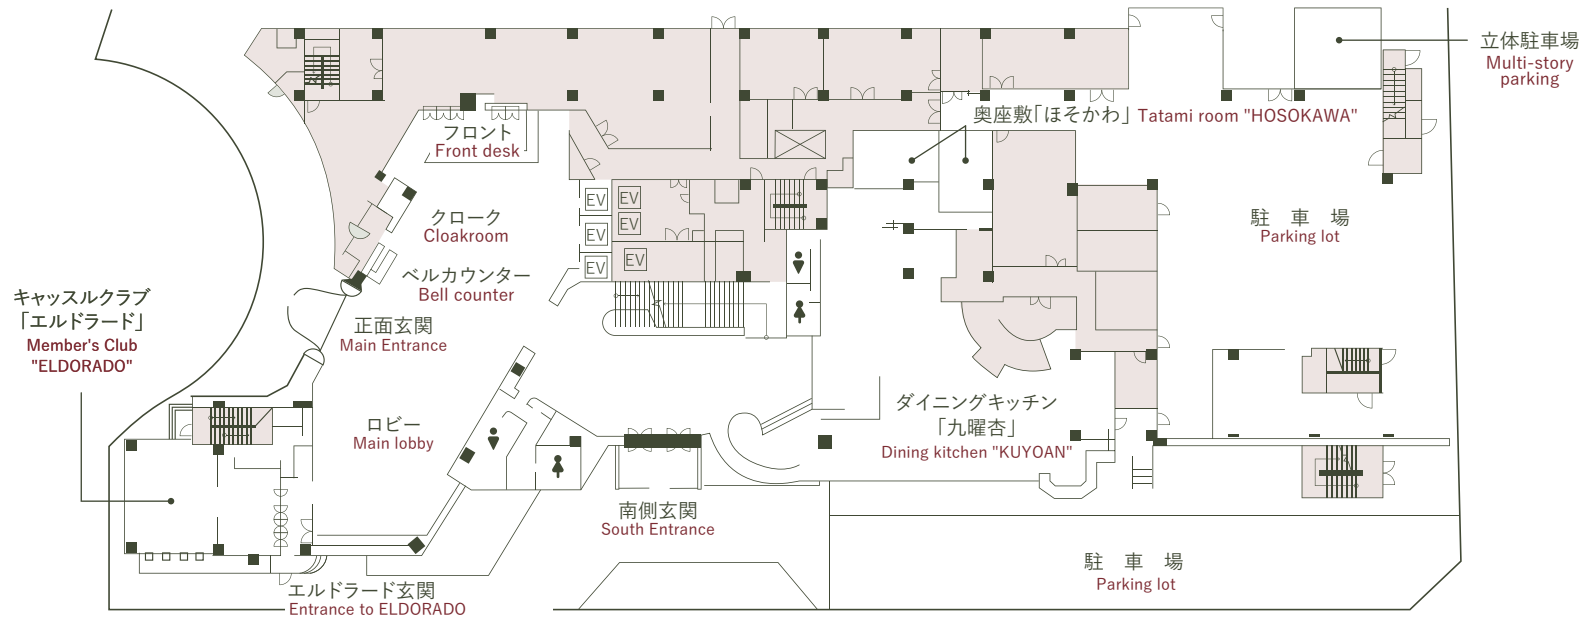 立体駐車場
Multi-story
parking
奥座敷「ほそかわ」 Tatami room "HOSOKAWA"
フロント
Front desk
EV
EV
EV
EV
EV
EV
クローク
Cloakroom
駐 車 場
Parking lot
ベルカウンター
Bell counter
キャッスルクラブ
「エルドラード」
Member's Club
"ELDORADO"
正面玄関
Main Entrance
ロビー
Main lobby
ダイニングキッチン
「九曜杏」
Dining kitchen "KUYOAN"
南側玄関
South Entrance
駐 車 場
Parking lot
エルドラード玄関
Entrance to ELDORADO